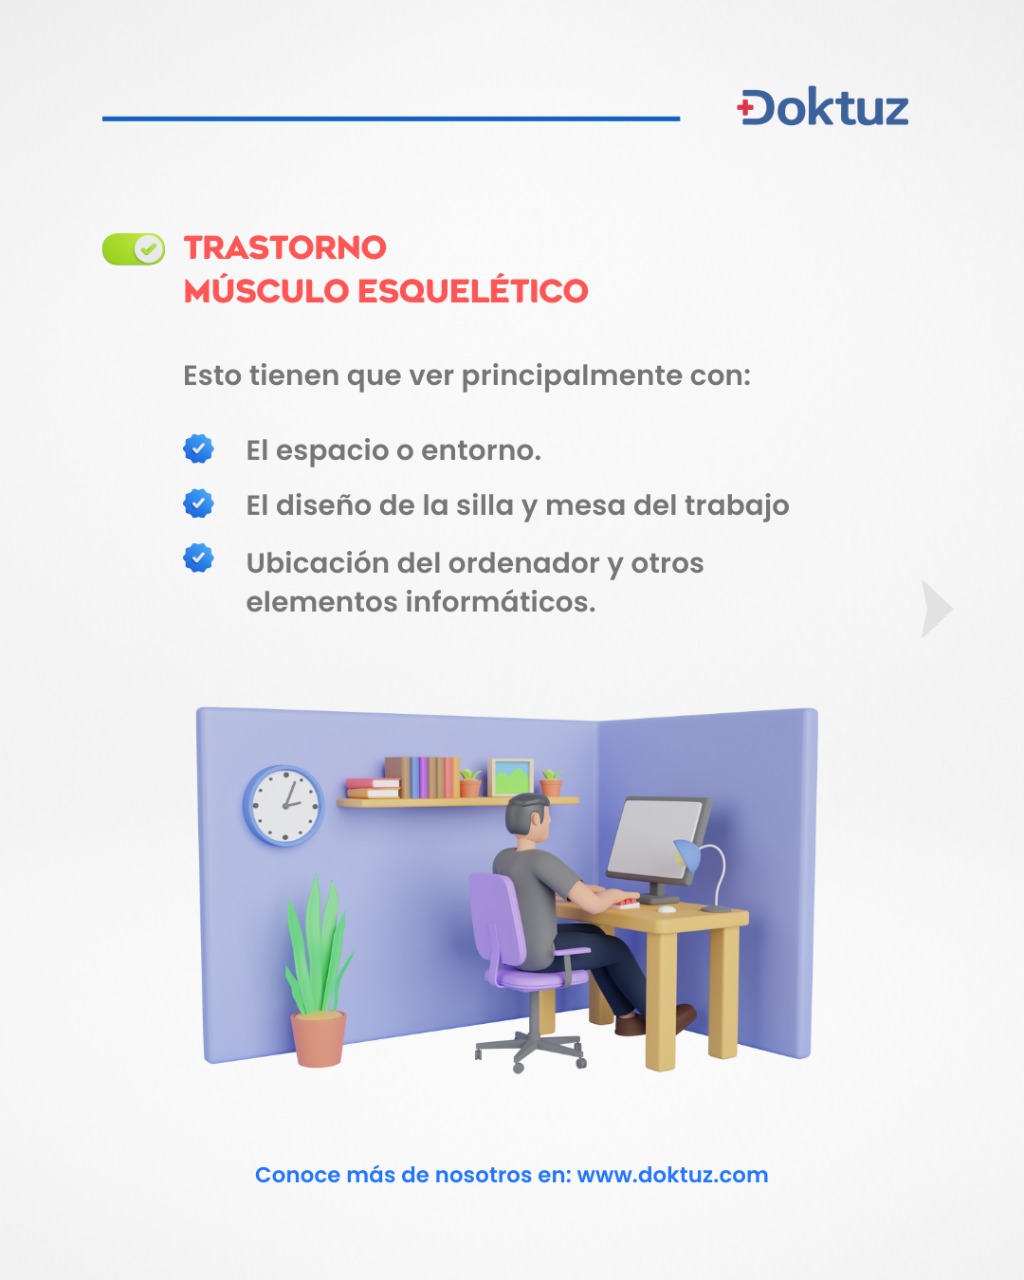 Doktuz
TRASTORNO
MÚSCULO ESQUELÉTICO
Esto tienen que ver principalmente con:
El espacio o entorno.
El diseño de la silla y mesa del trabajo
Ubicación del ordenador y otros
elementos informáticos.
Conoce más de nosotros en: www.doktuz.com